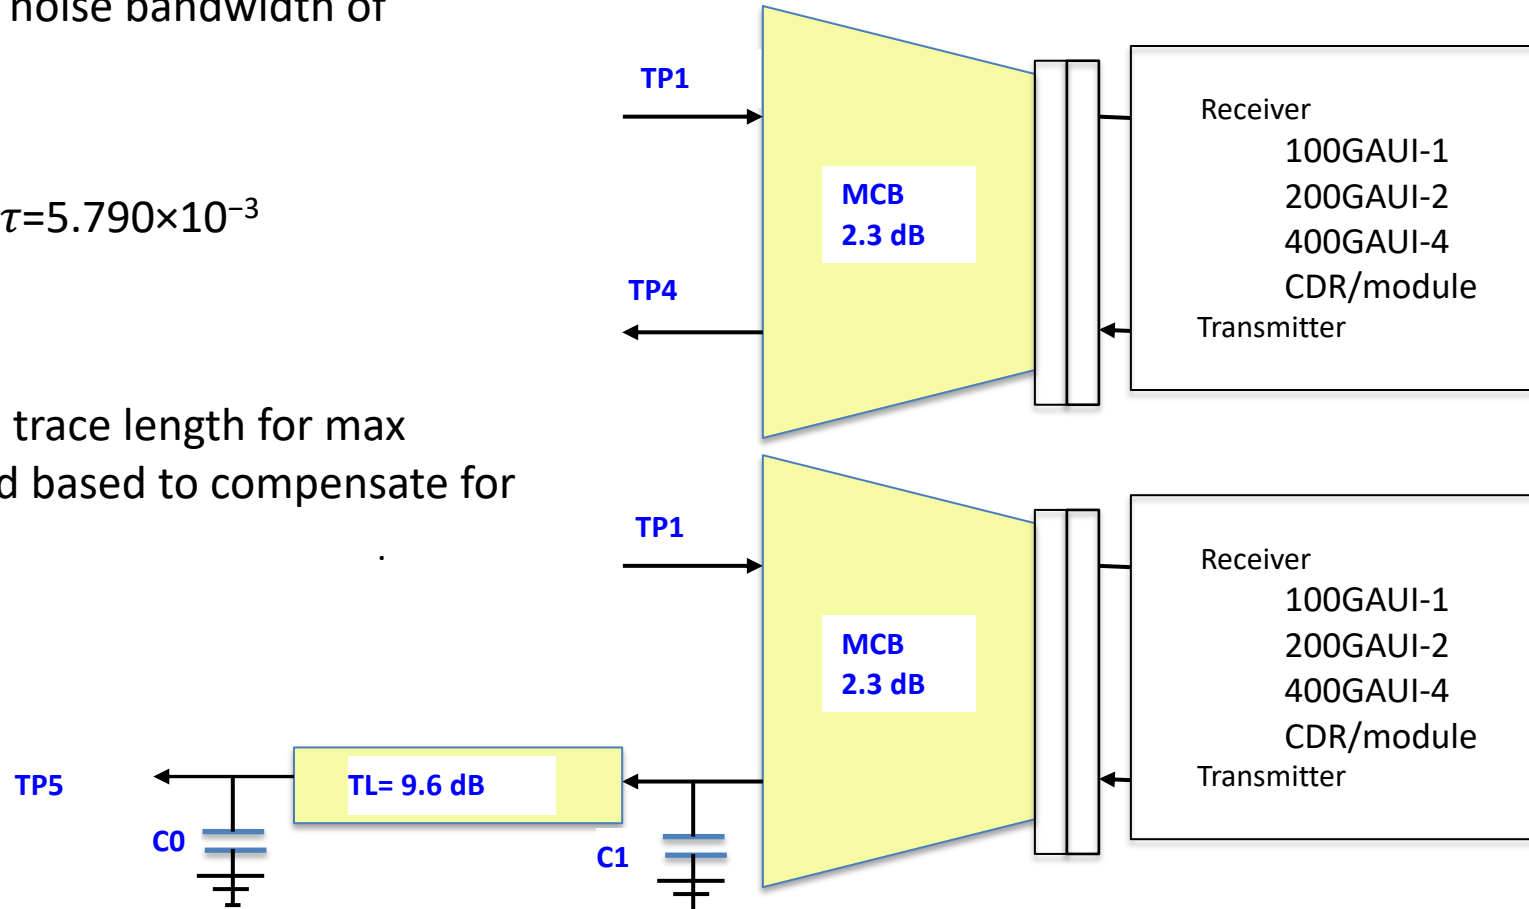 noise bandwidth of
𝜏=5.790×10⁻³
trace length for max
d based to compensate for
.
TP1
MCB
2.3 dB
TP4
Receiver
100GAUI-1
200GAUI-2
400GAUI-4
CDR/module
Transmitter
TP1
MCB
2.3 dB
TP5
TL= 9.6 dB
C0
C1
Receiver
100GAUI-1
200GAUI-2
400GAUI-4
CDR/module
Transmitter